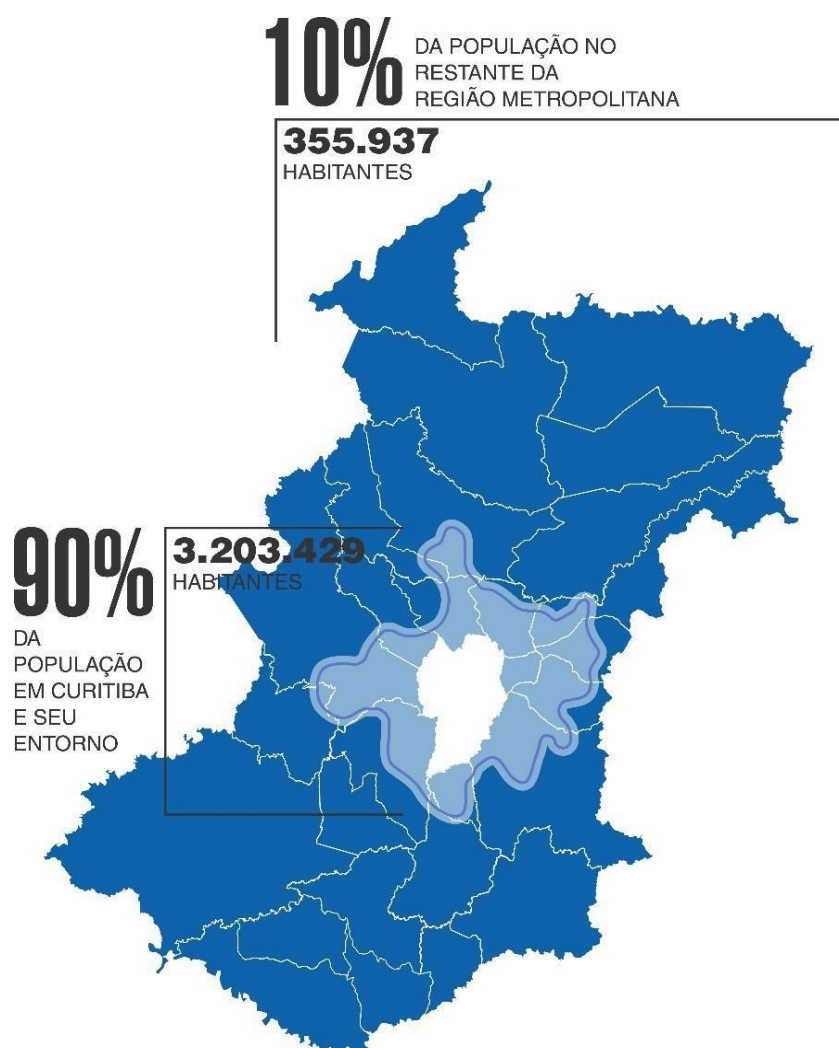 10% DA POPULAÇÃO NO
RESTANTE DA
REGIÃO METROPOLITANA
355.937
HABITANTES
90%
DA
POPULAÇÃO
EM CURITIBA
E SEU
ENTORNO
3.203.429
HABITANTES